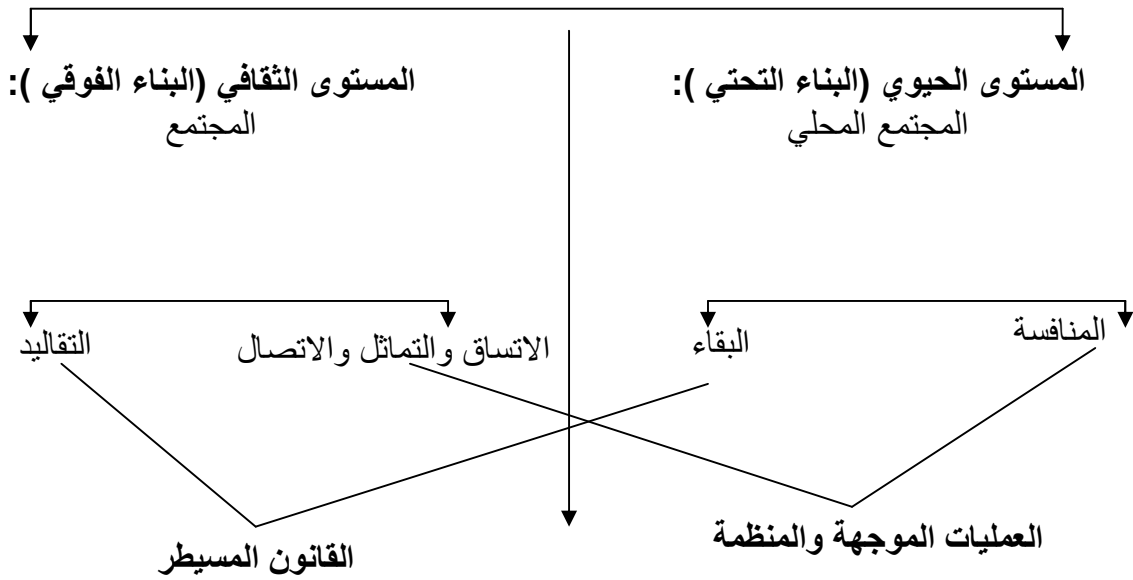 المستوى الحيوي (البناء التحتي ):
المجتمع المحلي
المستوى الثقافي (البناء الفوقي ):
المجتمع
المنافسة
البقاء
الاتساق والتماثل والاتصال
التقاليد
العمليات الموجهة والمنظمة
القانون المسيطر